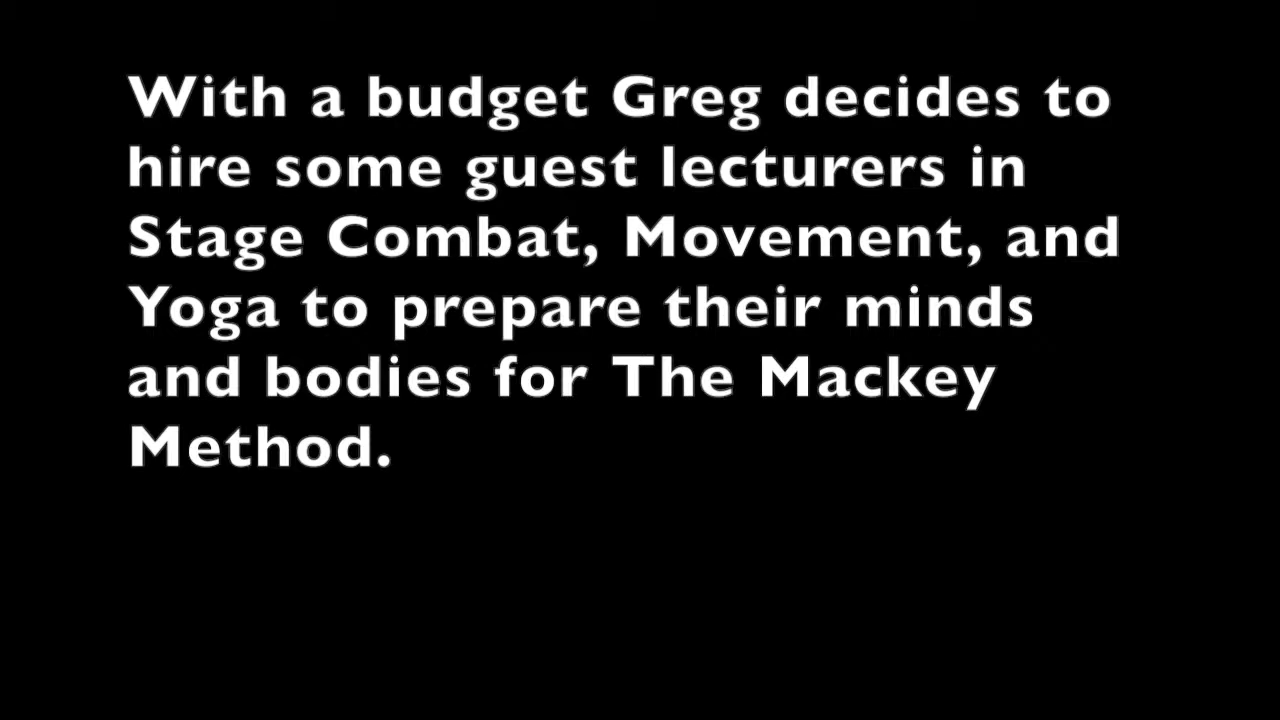 With a budget Greg decides to
hire some guest lecturers in
Stage Combat, Movement, and
Yoga to prepare their minds
and bodies for The Mackey
Method.